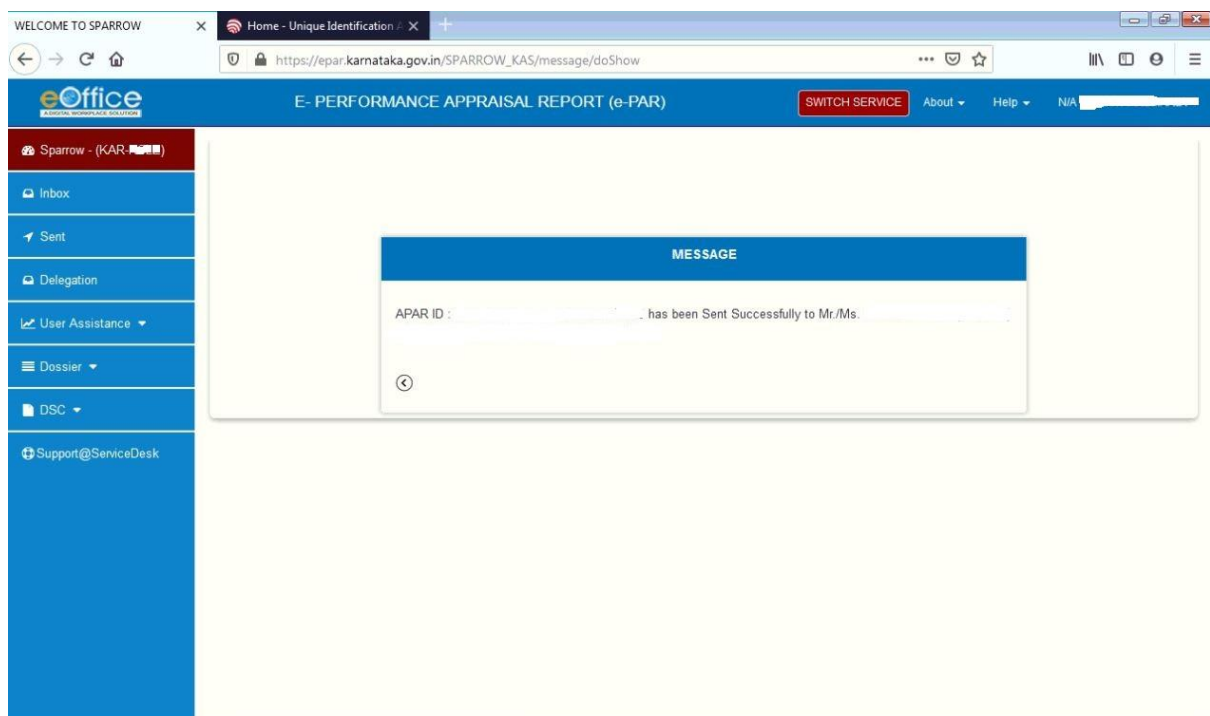 WELCOME TO SPARROW
Home - Unique Identification A
https://epar.karnataka.gov.in/SPARROW_KAS/message/doShow
eOffice
A DIGITAL WORKPLACE SOLUTION
E- PERFORMANCE APPRAISAL REPORT (e-PAR)
SWITCH SERVICE
About
Help
N/A
Sparrow - (KAR-
Inbox
Sent
Delegation
User Assistance
Dossier
DSC
Support@ServiceDesk
MESSAGE
APAR ID : has been Sent Successfully to Mr./Ms.